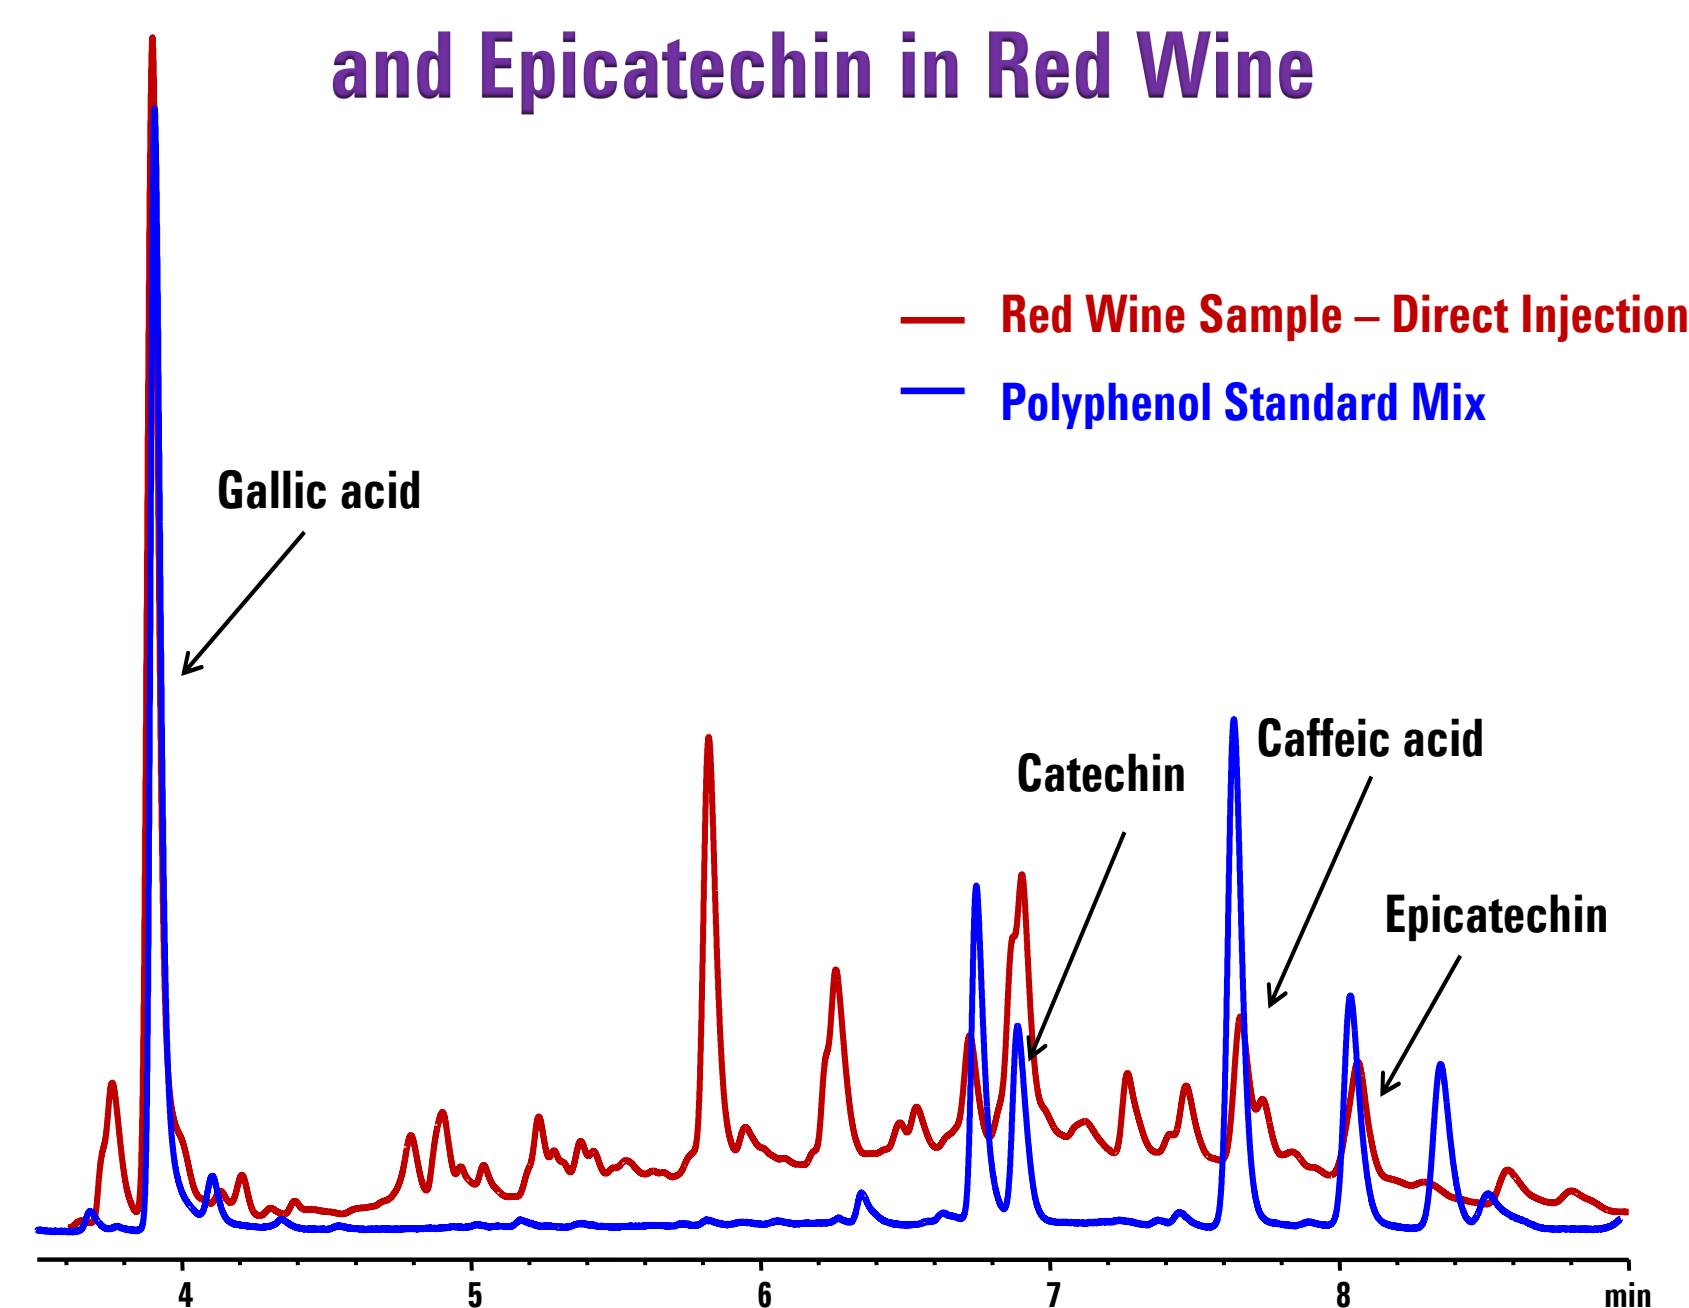 and Epicatechin in Red Wine
Red Wine Sample – Direct Injection
Polyphenol Standard Mix
Gallic acid
Caffeic acid
Catechin
Epicatechin
4 5 6 7 8 min